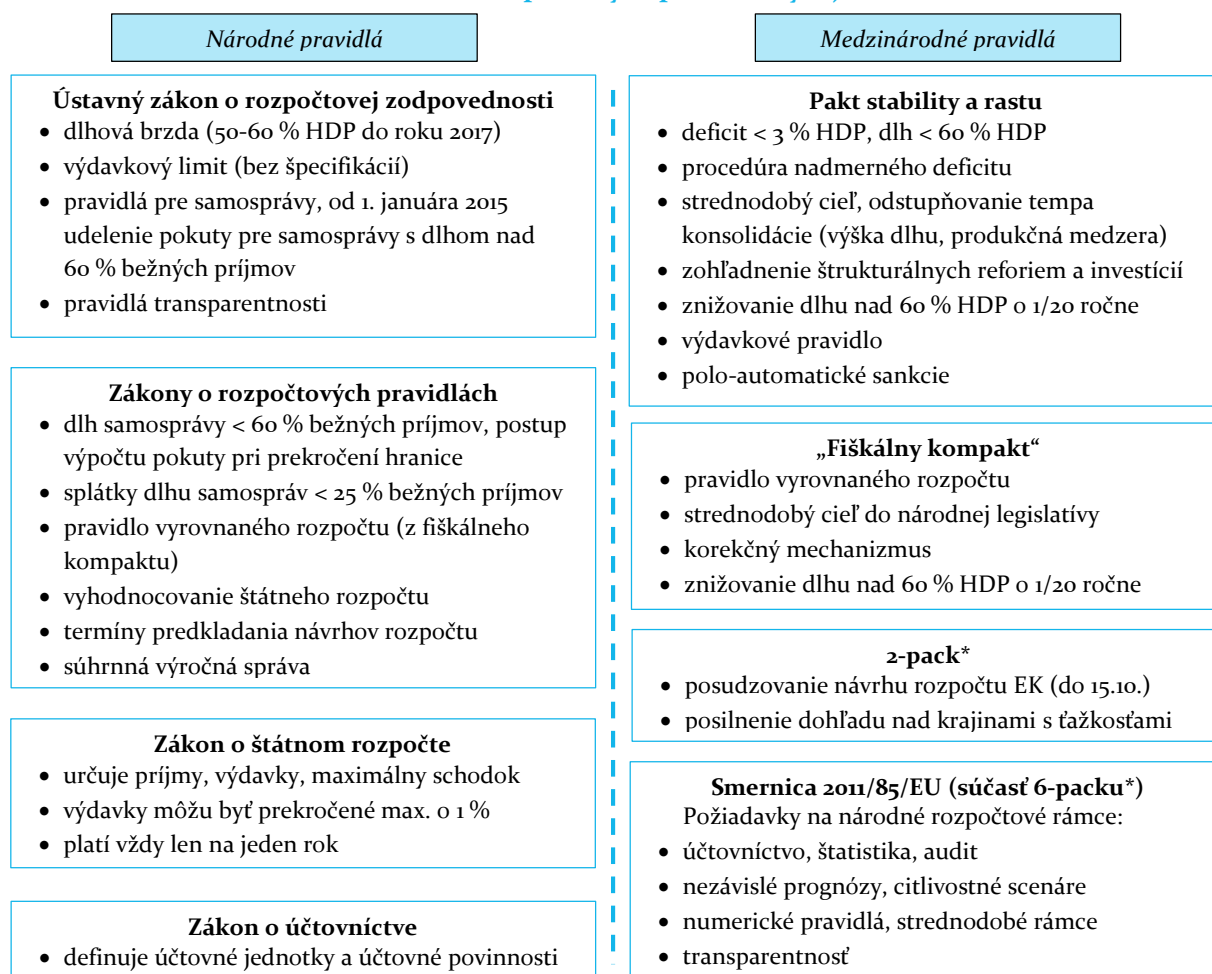 Národné pravidlá
Ústavný zákon o rozpočtovej zodpovednosti
• dlhová brzda (50-60 % HDP do roku 2017)
• výdavkový limit (bez špecifikácií)
• pravidlá pre samosprávy, od 1. januára 2015
udelenie pokuty pre samosprávy s dlhom nad
60 % bežných príjmov
• pravidlá transparentnosti
Zákony o rozpočtových pravidlách
• dlh samosprávy < 60 % bežných príjmov, postup
výpočtu pokuty pri prekročení hranice
• splátky dlhu samospráv < 25 % bežných príjmov
• pravidlo vyrovnaného rozpočtu (z fiškálneho
kompaktu)
• vyhodnocovanie štátneho rozpočtu
• termíny predkladania návrhov rozpočtu
• súhrnná výročná správa
Zákon o štátnom rozpočte
• určuje príjmy, výdavky, maximálny schodok
• výdavky môžu byť prekročené max. o 1 %
• platí vždy len na jeden rok
Zákon o účtovníctve
• definuje účtovné jednotky a účtovné povinnosti
Medzinárodné pravidlá
Pakt stability a rastu
• deficit < 3 % HDP, dlh < 60 % HDP
• procedúra nadmerného deficitu
• strednodobý cieľ, odstupňovanie tempa
konsolidácie (výška dlhu, produkčná medzera)
• zohľadnenie štrukturálnych reforiem a investícií
• znižovanie dlhu nad 60 % HDP o 1/20 ročne
• výdavkové pravidlo
• polo-automatické sankcie
„Fiškálny kompakt“
• pravidlo vyrovnaného rozpočtu
• strednodobý cieľ do národnej legislatívy
• korekčný mechanizmus
• znižovanie dlhu nad 60 % HDP o 1/20 ročne
2-pack*
• posudzovanie návrhu rozpočtu EK (do 15.10.)
• posilnenie dohľadu nad krajinami s ťažkosťami
Smernica 2011/85/EU (súčasť 6-packu*)
Požiadavky na národné rozpočtové rámce:
• účtovníctvo, štatistika, audit
• nezávislé prognózy, citlivostné scenáre
• numerické pravidlá, strednodobé rámce
• transparentnosť